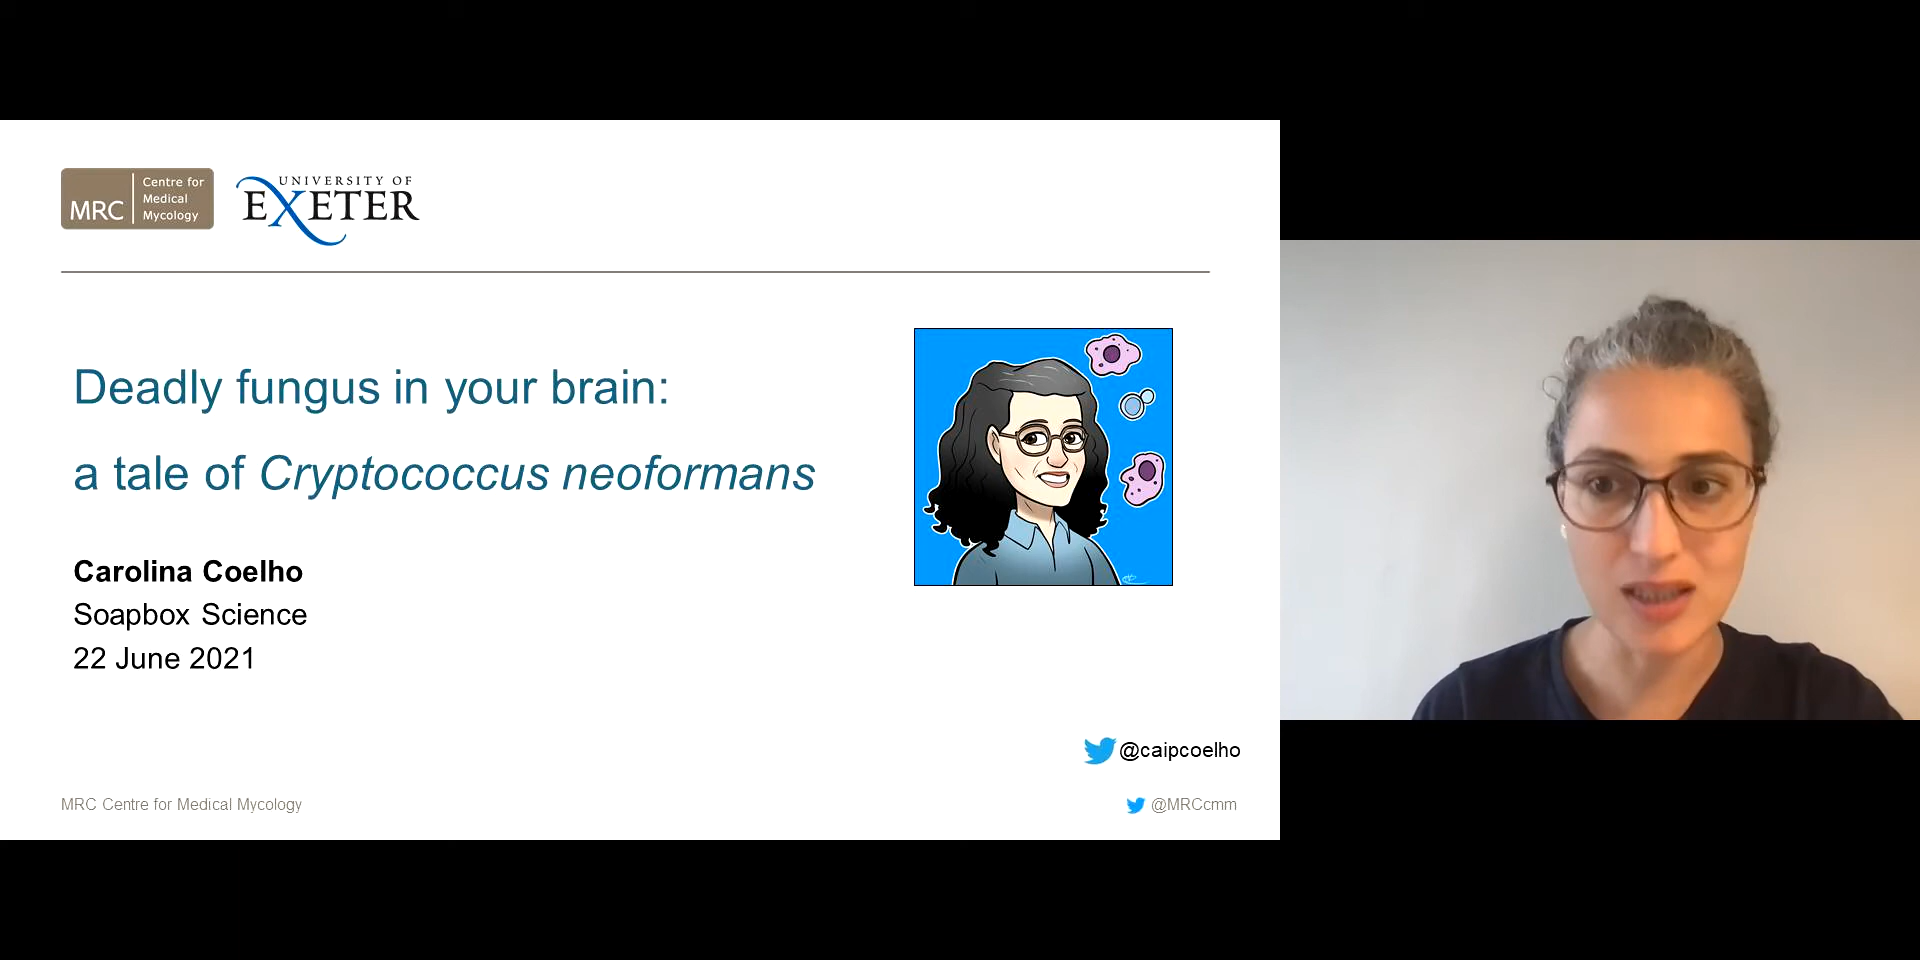 MRC
Centre for
Medical
Mycology
UNIVERSITY OF
EXETER
Deadly fungus in your brain:
a tale of Cryptococcus neoformans
Carolina Coelho
Soapbox Science
22 June 2021
@caipcoelho
MRC Centre for Medical Mycology
@MRCcmm